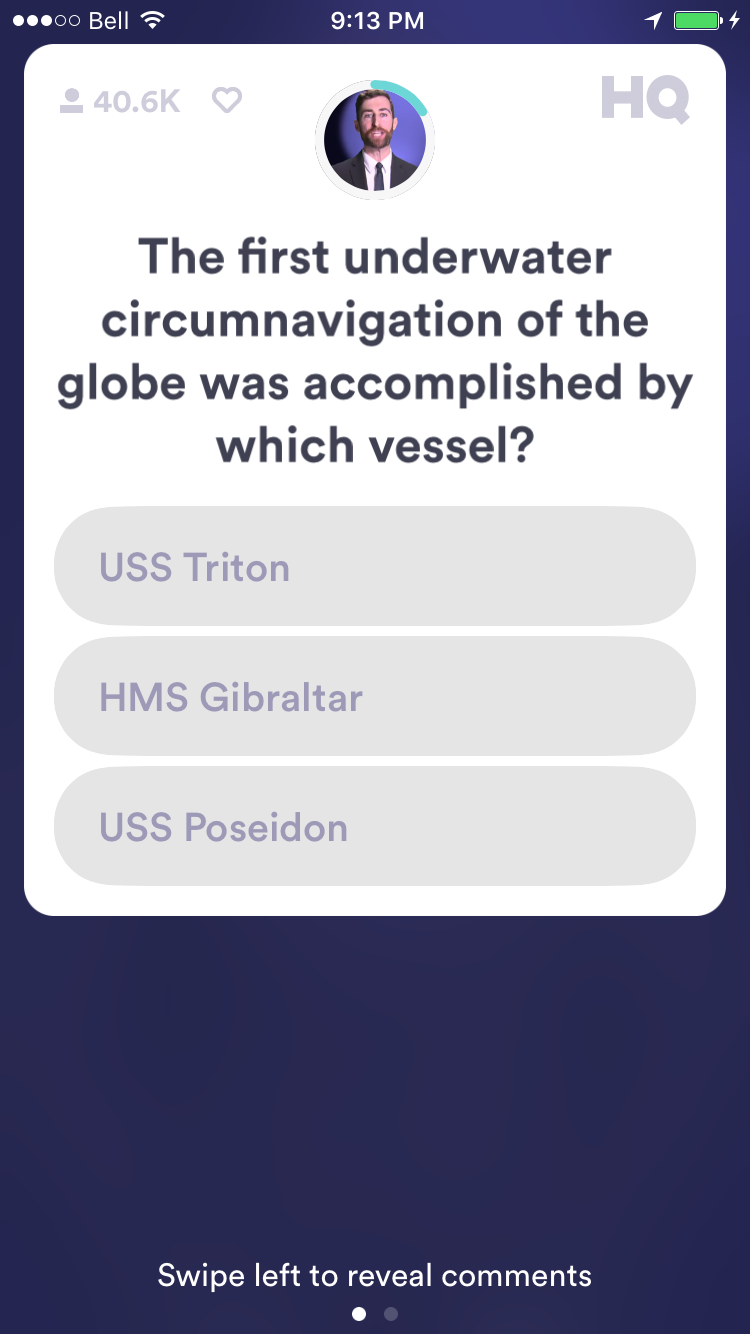 Bell 9:13 PM
40.6K HQ
The first underwater
circumnavigation of the
globe was accomplished by
which vessel?
USS Triton
HMS Gibraltar
USS Poseidon
Swipe left to reveal comments